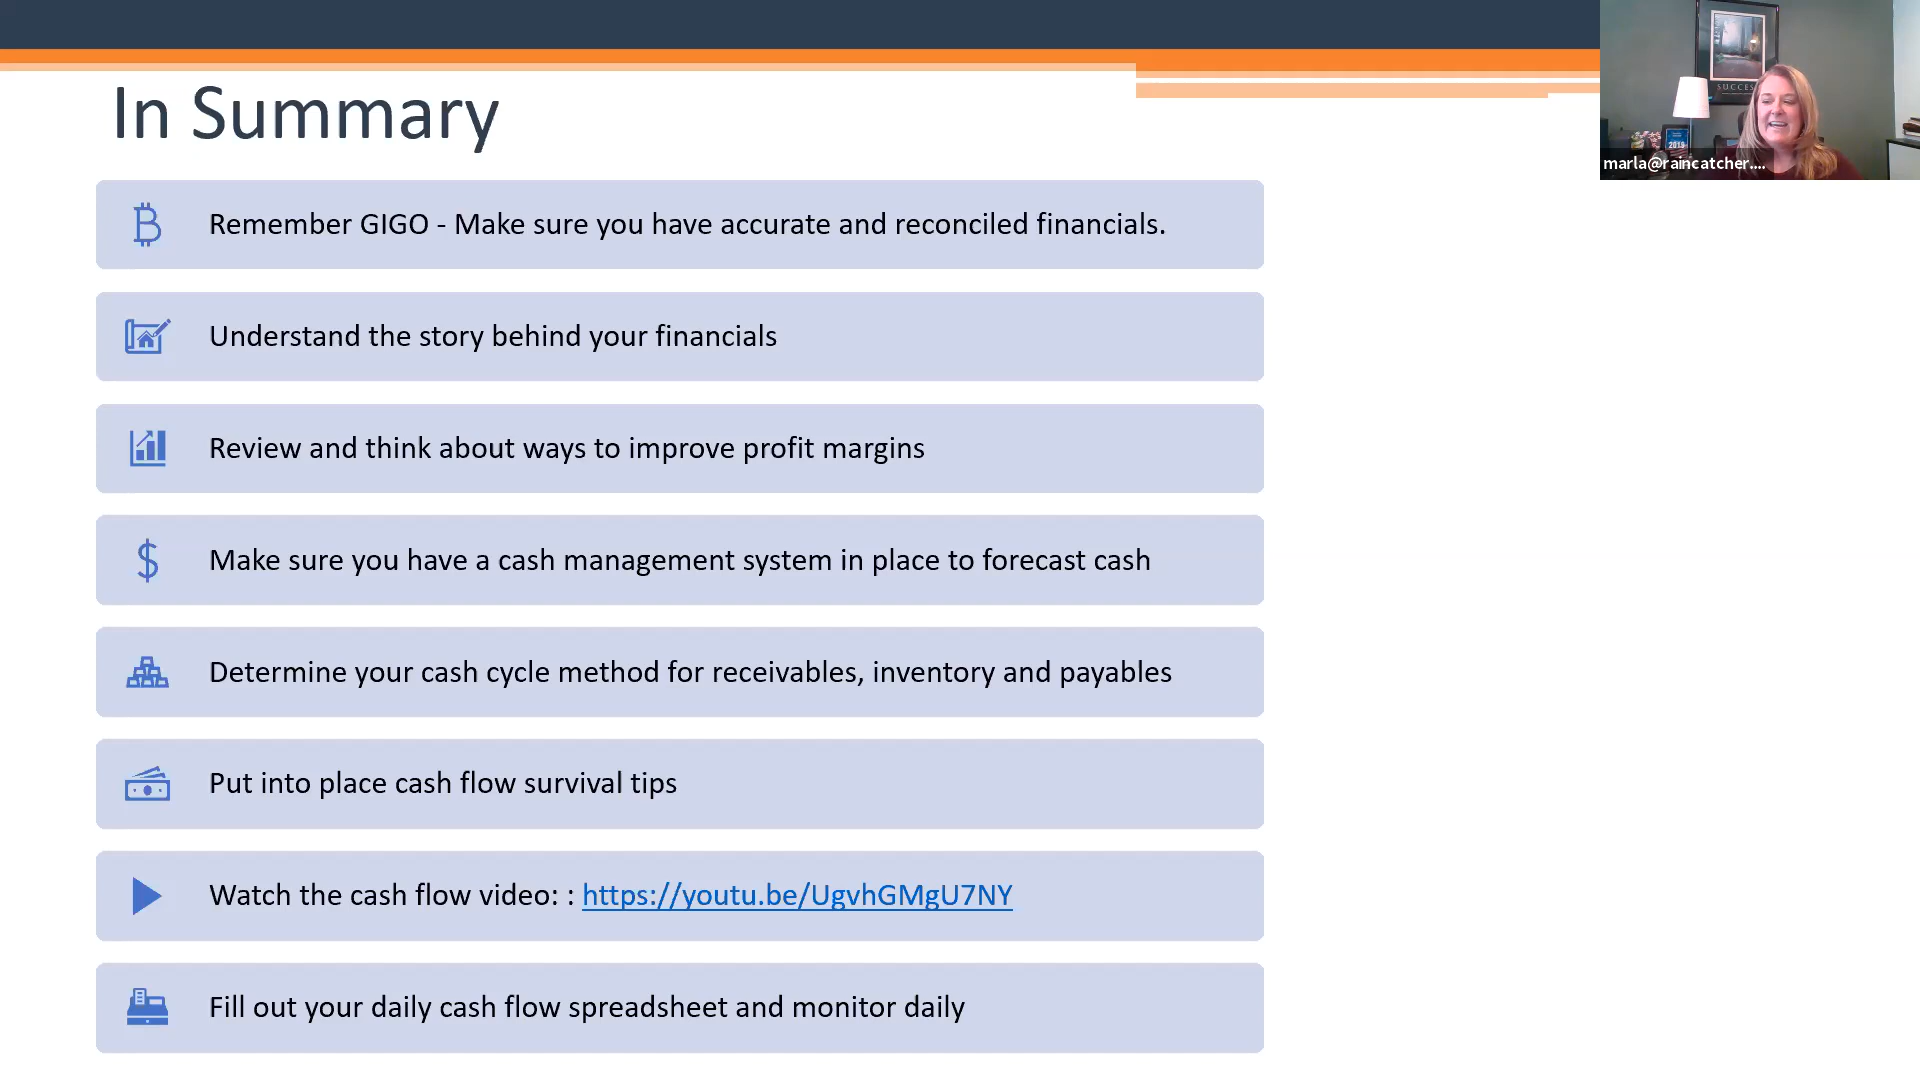 In Summary
Remember GIGO - Make sure you have accurate and reconciled financials.
Understand the story behind your financials
Review and think about ways to improve profit margins
Make sure you have a cash management system in place to forecast cash
Determine your cash cycle method for receivables, inventory and payables
Put into place cash flow survival tips
Watch the cash flow video: : https://youtu.be/UgvhGMgU7NY
Fill out your daily cash flow spreadsheet and monitor daily
2019
marla@raincatcher....